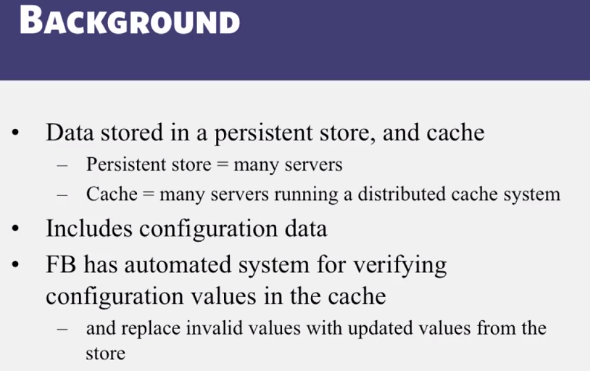 BACKGROUND
• Data stored in a persistent store, and cache
– Persistent store = many servers
– Cache = many servers running a distributed cache system
• Includes configuration data
• FB has automated system for verifying
configuration values in the cache
– and replace invalid values with updated values from the
store